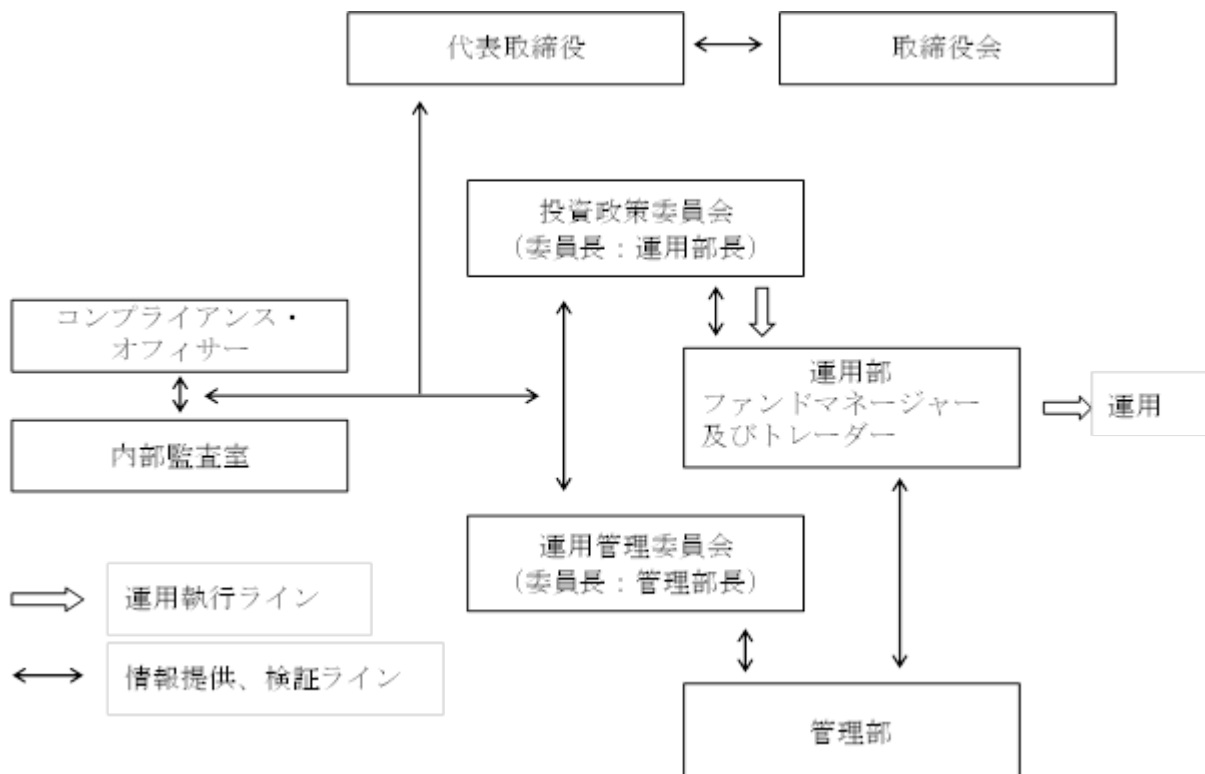 代表取締役
取締役会
投資政策委員会
（委員長：運用部長）
コンプライアンス・
オフィサー
内部監査室
運用部
ファンドマネージャー
及びトレーダー
運用
運用管理委員会
（委員長：管理部長）
運用執行ライン
情報提供、検証ライン
管理部